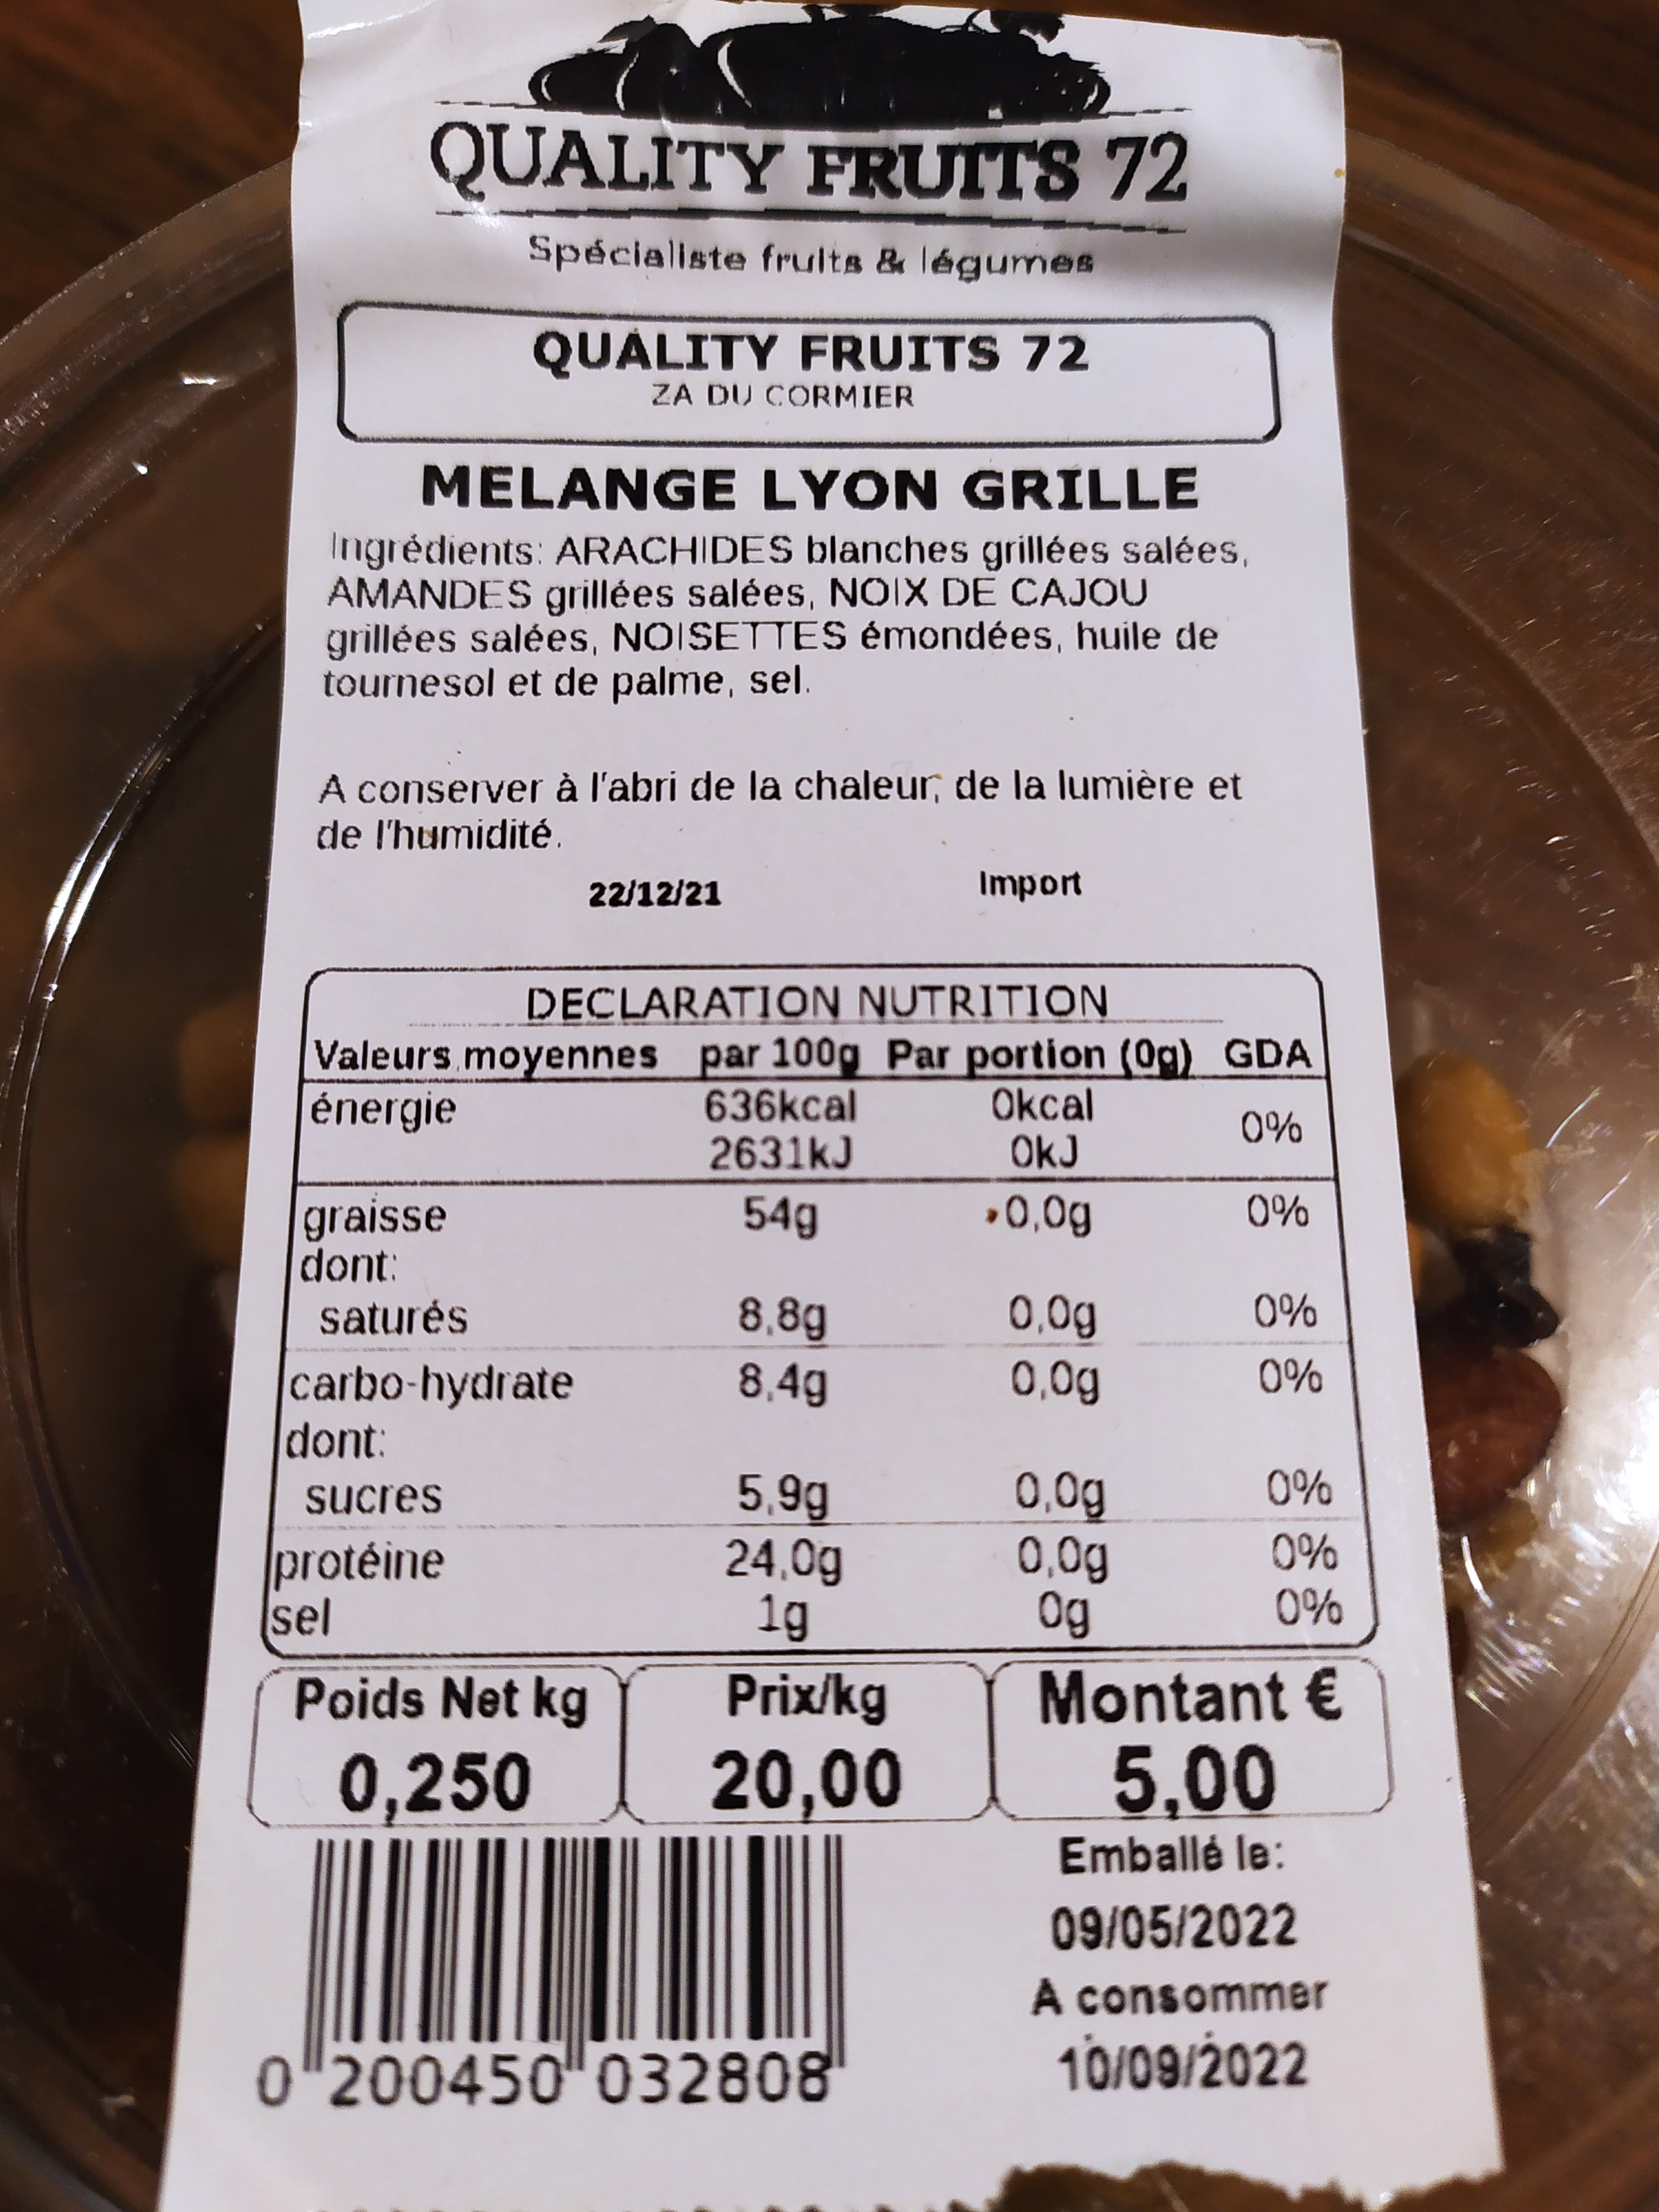 QUALITY FRUITS 72
Spécialiste fruits & légumes
QUALITY FRUITS 72
ZA DU CORMIER
MELANGE LYON GRILLE
Ingrédients: ARACHIDES blanches grillées salées,
AMANDES grillées salées, NOIX DE CAJOU
grillées salées, NOISETTES émondées, huile de
tournesol et de palme, sel.
A conserver à l'abri de la chaleur, de la lumière et
de l'humidité.
22/12/21 Import
DECLARATION NUTRITION
Valeurs moyennes par 100g Par portion (0g) GDA
énergie 636kcal 0kcal 0%
2631kJ 0kJ
graisse 54g 0,0g 0%
dont:
saturés 8,8g 0,0g 0%
carbo-hydrate 8,4g 0,0g 0%
dont:
sucres 5,9g 0,0g 0%
protéine 24,0g 0,0g 0%
sel 1g 0g 0%
Poids Net kg Prix/kg Montant €
0,250 20,00 5,00
Emballé le:
09/05/2022
A consommer
10/09/2022
0 200450 032808